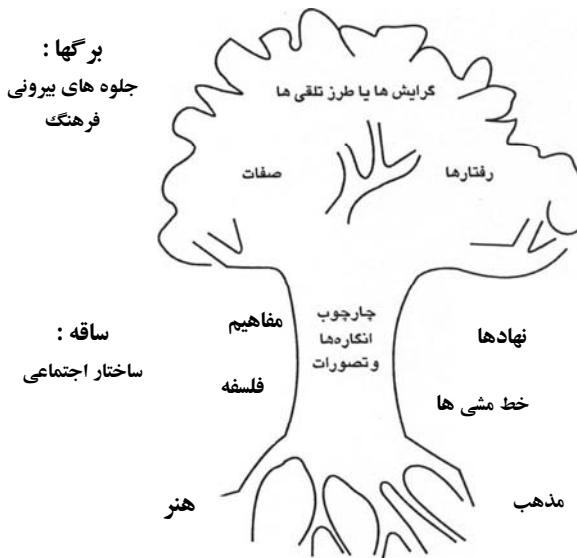 برگها :
جلوه های بیرونی
فرهنگ
گرایش ها یا طرز تلقی ها
رفتارها
صفات
ساقه :
ساختار اجتماعی
چارچوب
انگاره‌ها
و تصورات
نهادها
مفاهیم
خط مشی ها
فلسفه
مذهب
هنر